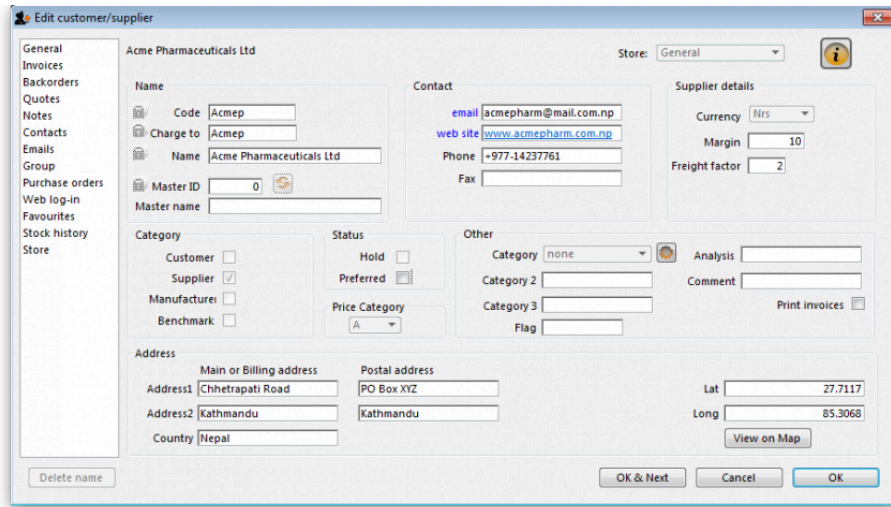 Edit customer/supplier
General
Invoices
Backorders
Quotes
Notes
Contacts
Emails
Group
Purchase orders
Web log-in
Favourites
Stock history
Store
Acme Pharmaceuticals Ltd
Store: General
Name
Code Acmep
Charge to Acmep
Name Acme Pharmaceuticals Ltd
Master ID 0
Master name
Contact
email acmepharm@mail.com.np
web site www.acmepharm.com.np
Phone +977-14237761
Fax
Supplier details
Currency Nrs
Margin 10
Freight factor 2
Category
Customer
Supplier
Manufacturer
Benchmark
Status
Hold
Preferred
Price Category
A
Other
Category none
Category 2
Category 3
Flag
Analysis
Comment
Print invoices
Address
Main or Billing address Postal address
Address1 Chhetrapati Road PO Box XYZ
Address2 Kathmandu Kathmandu
Country Nepal
Lat 27.7117
Long 85.3068
View on Map
Delete name
OK & Next
Cancel
OK